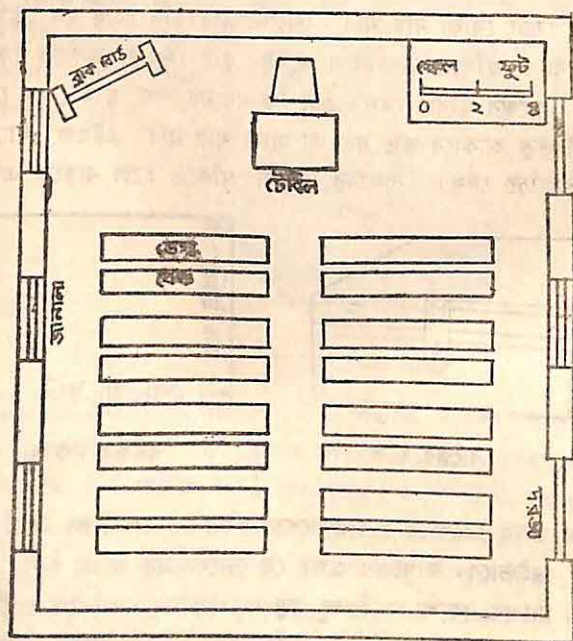 ব্লাক বোর্ড
স্কেল ফুট
০ ২ ৪
টেবিল
ডেস্ক
বেঞ্চ
জানালা
দরজা